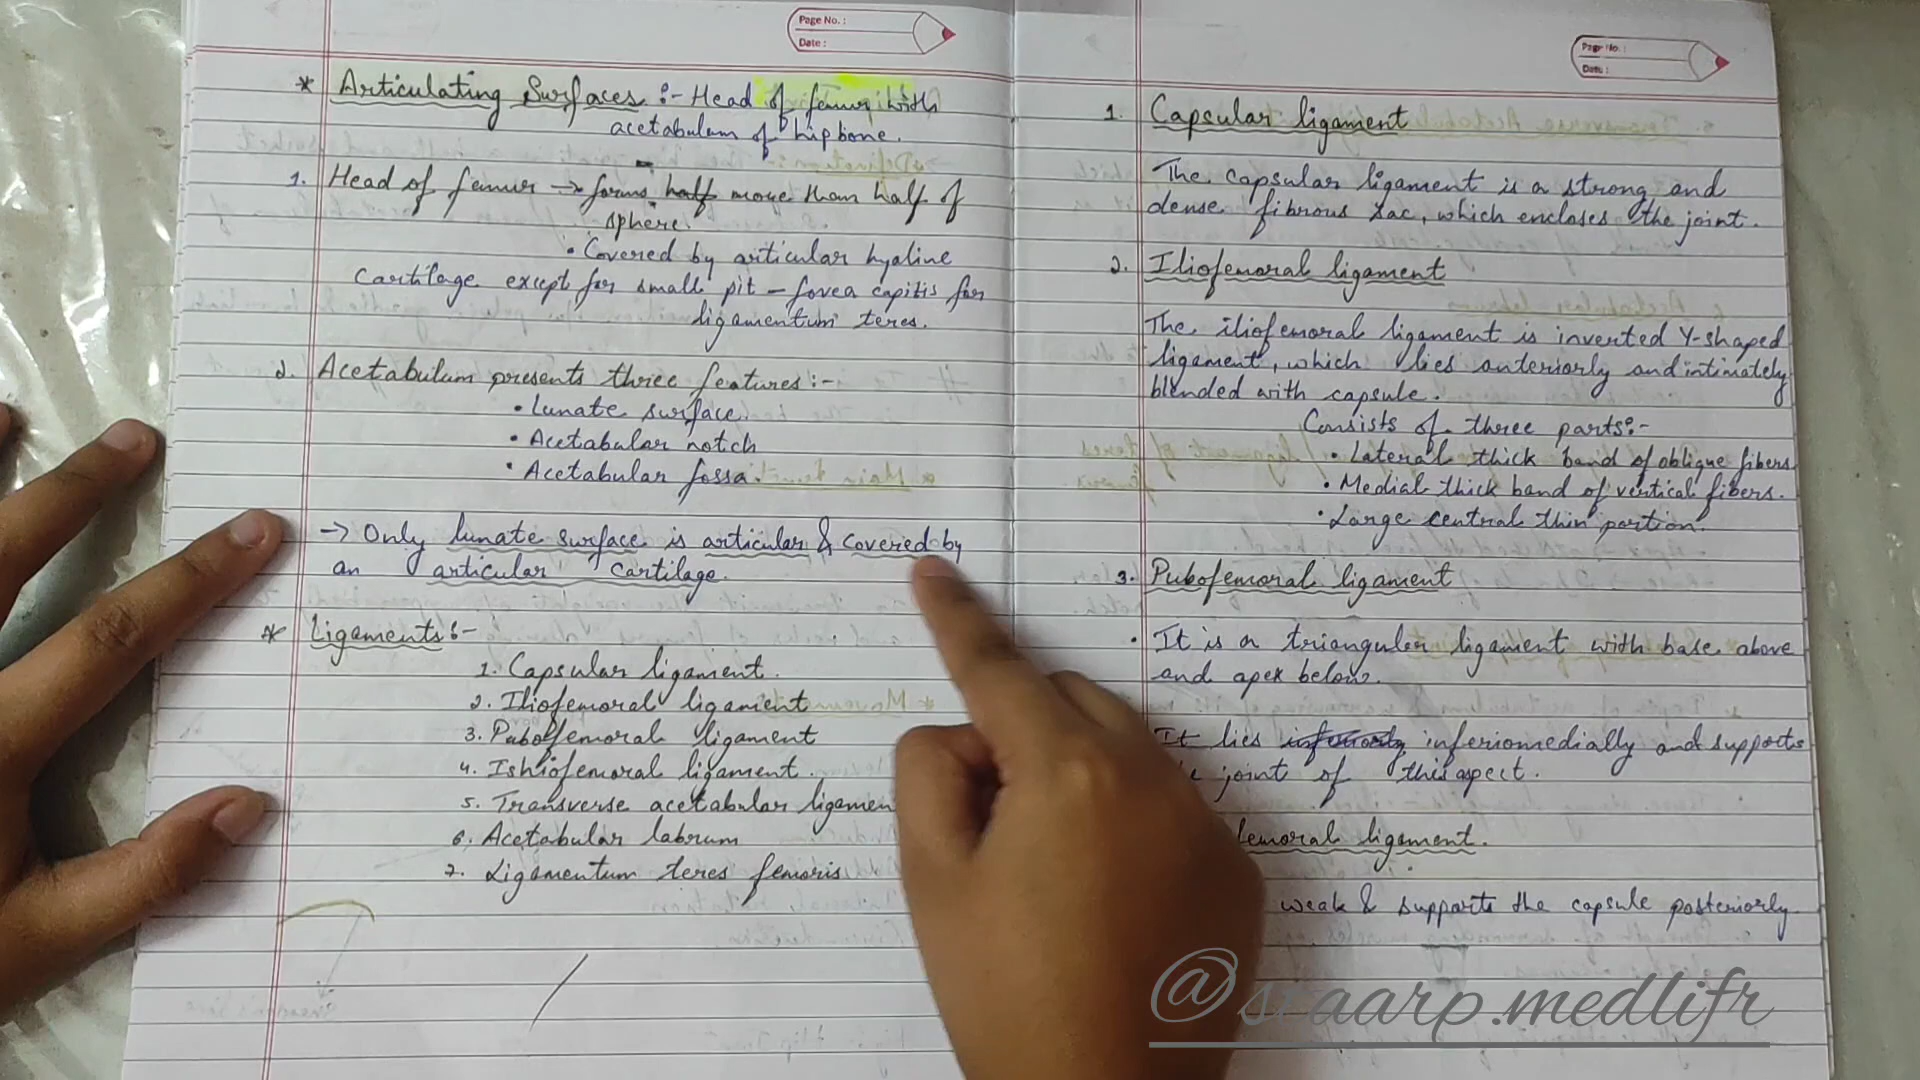 Page No. :
Date :
* Articulating Surfaces :- Head of femur with
acetabulum of hipbone.
1. Head of femur → forms half more than half of
sphere.
• Covered by articular hyaline
cartilage except for small pit - fovea capitis for
ligamentum teres.
2. Acetabulum presents three features :-
• Lunate surface
• Acetabular notch
• Acetabular fossa.
→ Only lunate surface is articular & covered by
an articular cartilage.
* Ligaments :-
1. Capsular ligament.
2. Iliofemoral ligament
3. Pubofemoral ligament
4. Ishiofemoral ligament.
5. Transverse acetabular ligamen
6. Acetabular labrum
7. Ligamentum teres femoris
Page No. :
Date :
1. Capsular ligament
The capsular ligament is a strong and
dense fibrous sac, which encloses the joint.
2. Iliofemoral ligament
The iliofemoral ligament is inverted Y-shaped
ligament, which lies anteriorly and intimately
blended with capsule.
Consists of three parts:-
• Lateral thick band of oblique fibers
• Medial thick band of vertical fibers.
• Large central thin portion.
3. Pubofemoral ligament
• It is a triangular ligament with base above
and apex below.
It lies inferiorly inferiomedially and supports
joint of this aspect.
femoral ligament.
weak & supports the capsule posteriorly.